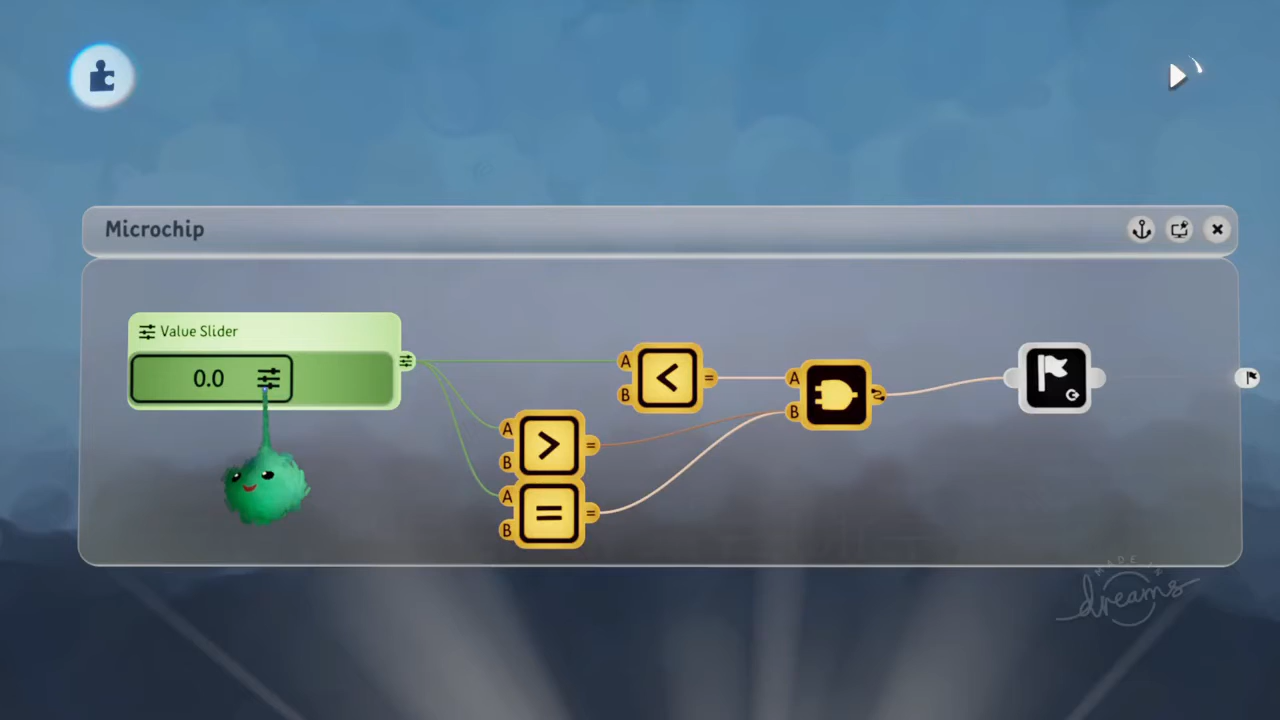 Microchip
Value Slider
0.0
A
B
<
=
A
B
A
B
>
=
A
B
=
=
MADE IN
dreams